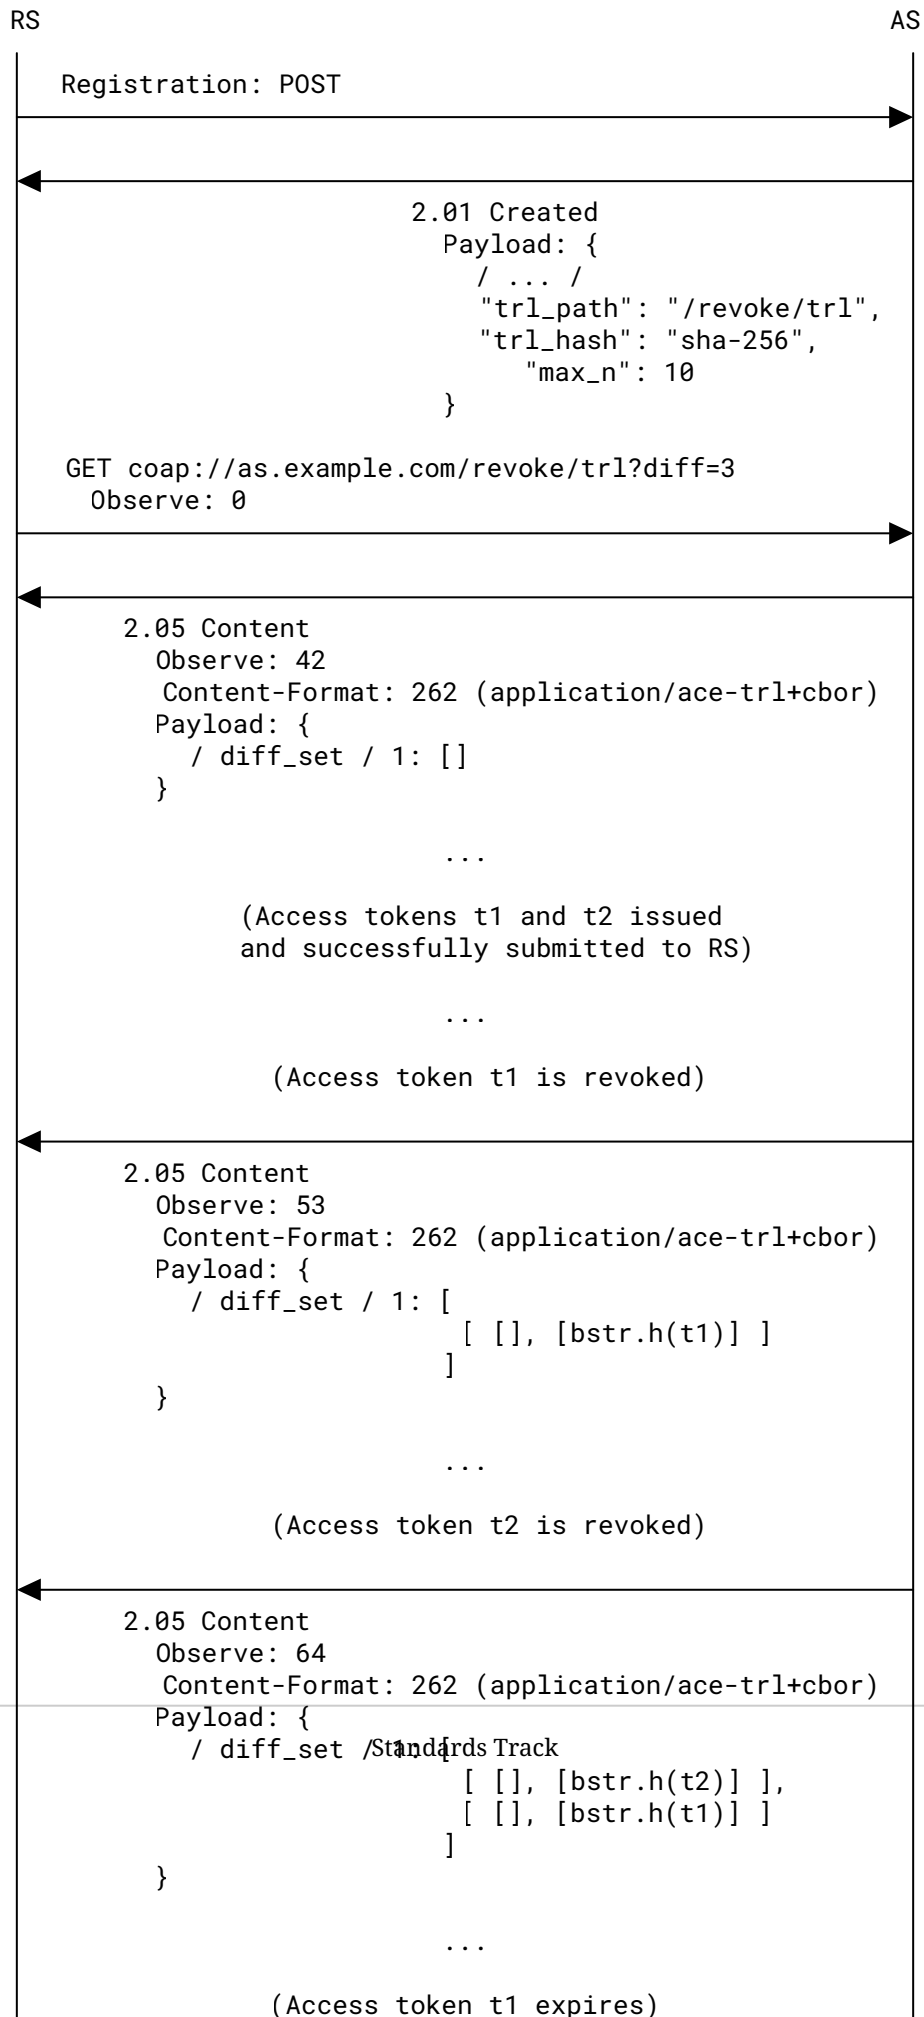 RS AS
Registration: POST
2.01 Created
Payload: {
/ ... /
"trl_path": "/revoke/trl",
"trl_hash": "sha-256",
"max_n": 10
}
GET coap://as.example.com/revoke/trl?diff=3
Observe: 0
2.05 Content
Observe: 42
Content-Format: 262 (application/ace-trl+cbor)
Payload: {
/ diff_set / 1: []
}
...
(Access tokens t1 and t2 issued
and successfully submitted to RS)
...
(Access token t1 is revoked)
2.05 Content
Observe: 53
Content-Format: 262 (application/ace-trl+cbor)
Payload: {
/ diff_set / 1: [
[ [], [bstr.h(t1)] ]
]
}
...
(Access token t2 is revoked)
2.05 Content
Observe: 64
Content-Format: 262 (application/ace-trl+cbor)
Payload: {
/ diff_set / 1: [
Standards Track
[ [], [bstr.h(t2)] ],
[ [], [bstr.h(t1)] ]
]
}
...
(Access token t1 expires)